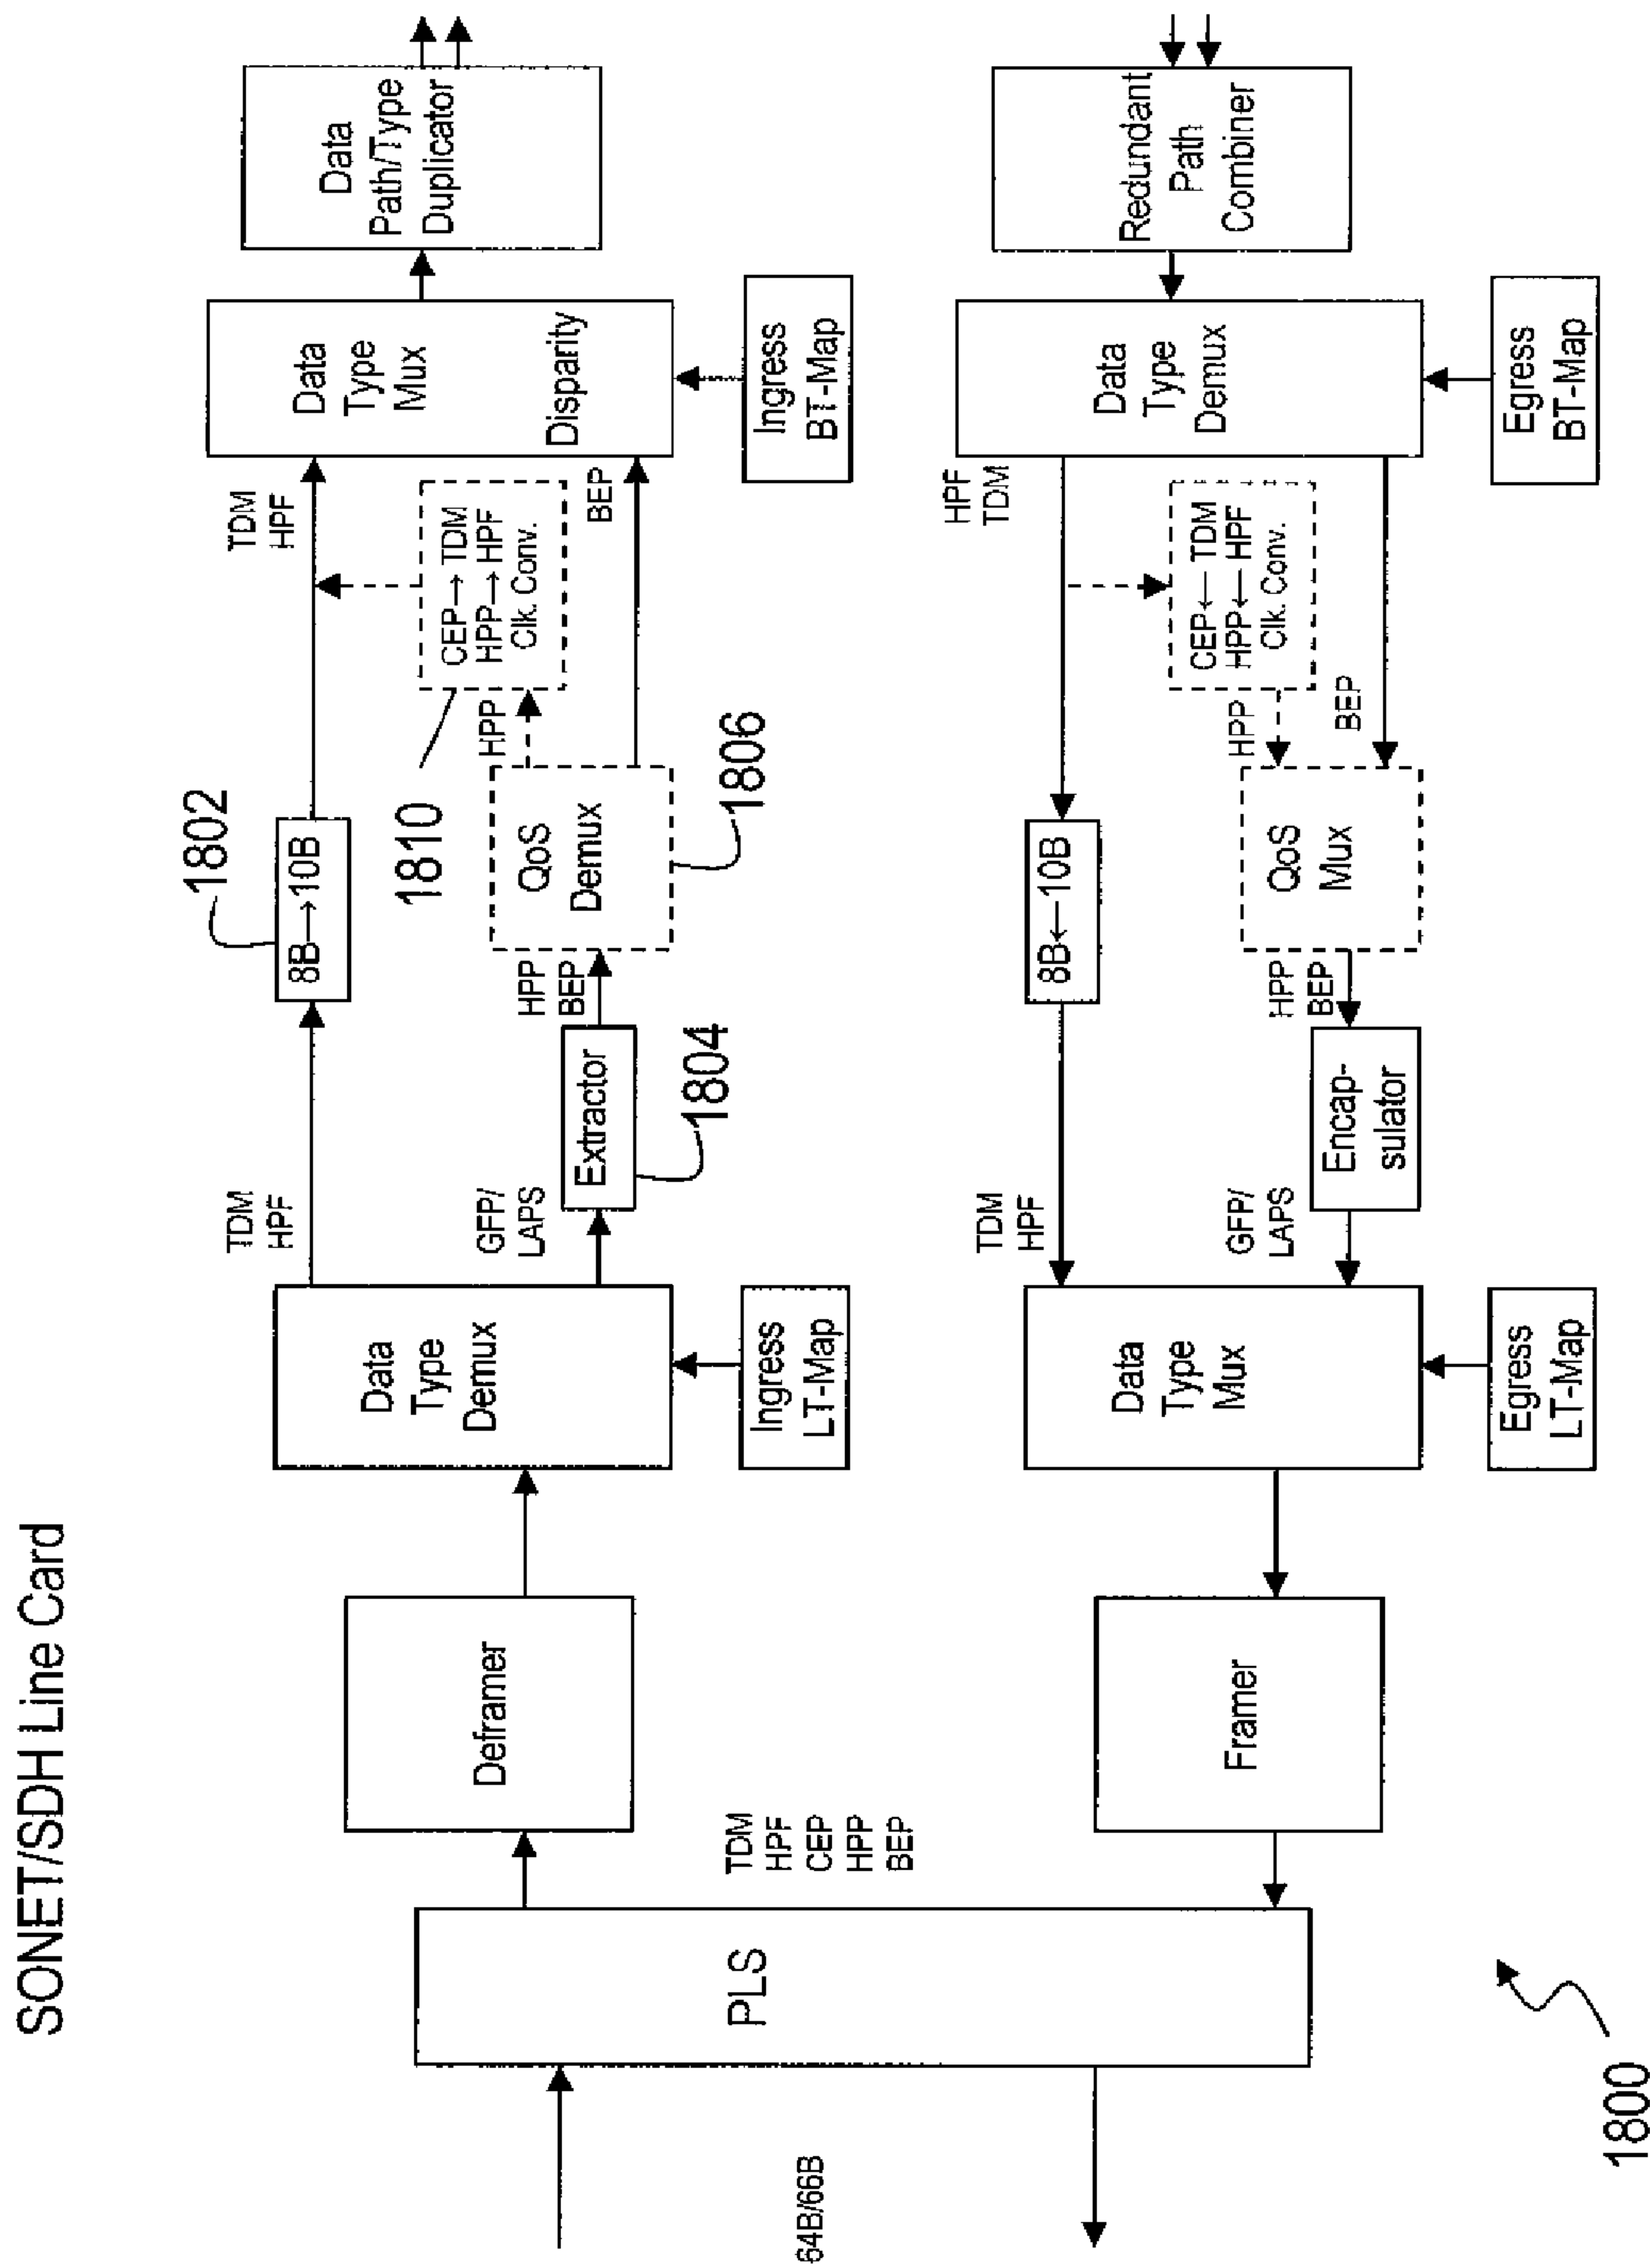 SONET/SDH Line Card
64B/66B
PLS
TDM
HPF
CEP
HPP
BEP
Deframer
Data
Type
Demux
Ingress
LT-Map
TDM
HPF
GFP/
LAPS
8B→10B
1802
Extractor
1804
HPP
BEP
QoS
Demux
1806
HPP
1810
CEP→TDM
HPP→HPF
Clk. Conv.
TDM
HPF
BEP
Data
Type
Mux
Disparity
Ingress
BT-Map
Data
Path/Type
Duplicator
Framer
Data
Type
Mux
Egress
LT-Map
TDM
HPF
GFP/
LAPS
8B←10B
Encap-
sulator
HPP
BEP
QoS
Mux
HPP
BEP
CEP←TDM
HPP←HPF
Clk. Conv.
HPF
TDM
Data
Type
Demux
Egress
BT-Map
Redundant
Path
Combiner
1800